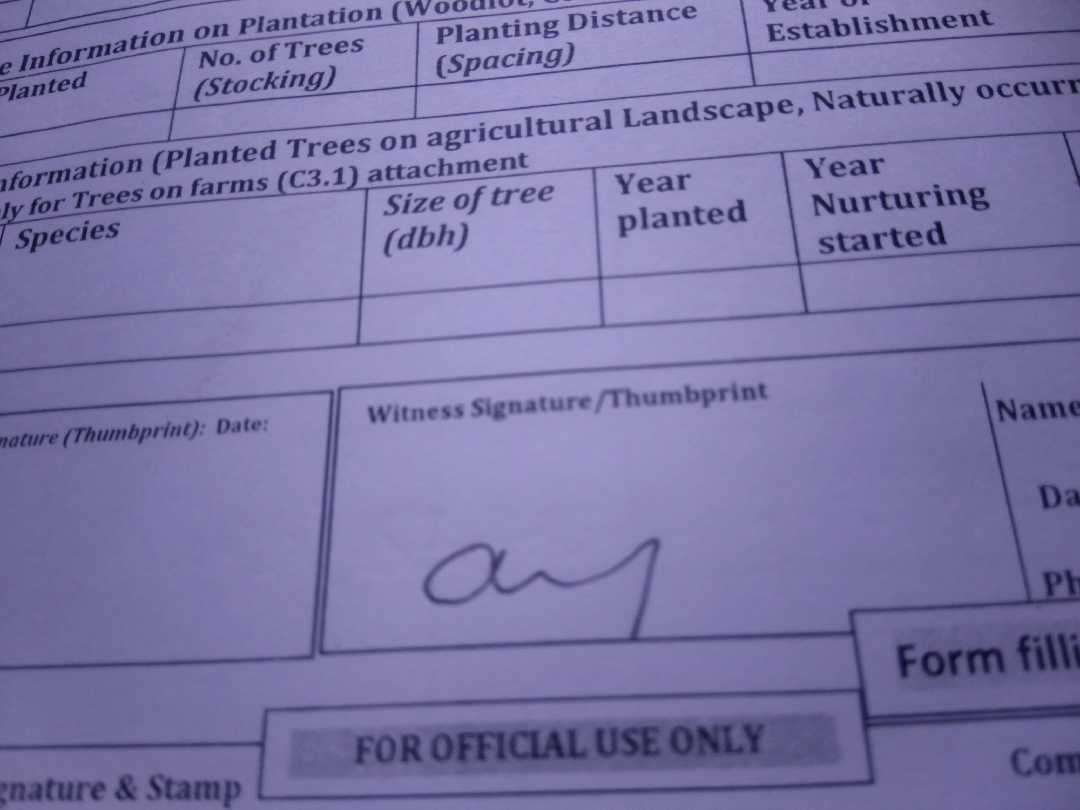 e Information on Plantation (Woodlot,
Planted
No. of Trees
(Stocking)
Planting Distance
(Spacing)
Year of
Establishment
nformation (Planted Trees on agricultural Landscape, Naturally occurr
ly for Trees on farms (C3.1) attachment
Species
Size of tree
(dbh)
Year
planted
Year
Nurturing
started
nature (Thumbprint): Date:
Witness Signature/Thumbprint
Name
Da
Ph
Form filli
FOR OFFICIAL USE ONLY
gnature & Stamp
Com